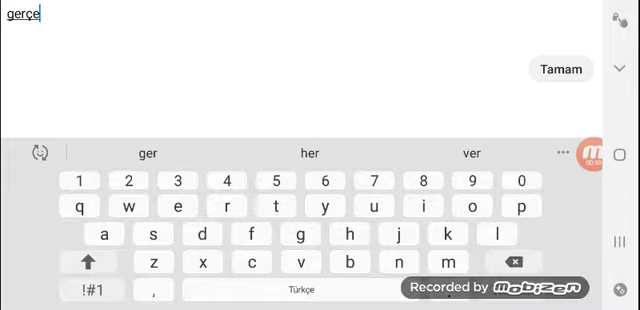 gerçe
Tamam
ger her ver
1 2 3 4 5 6 7 8 9 0
q w e r t y u i o p
a s d f g h j k l
z x c v b n m
!#1 , Türkçe .
Recorded by mobizen